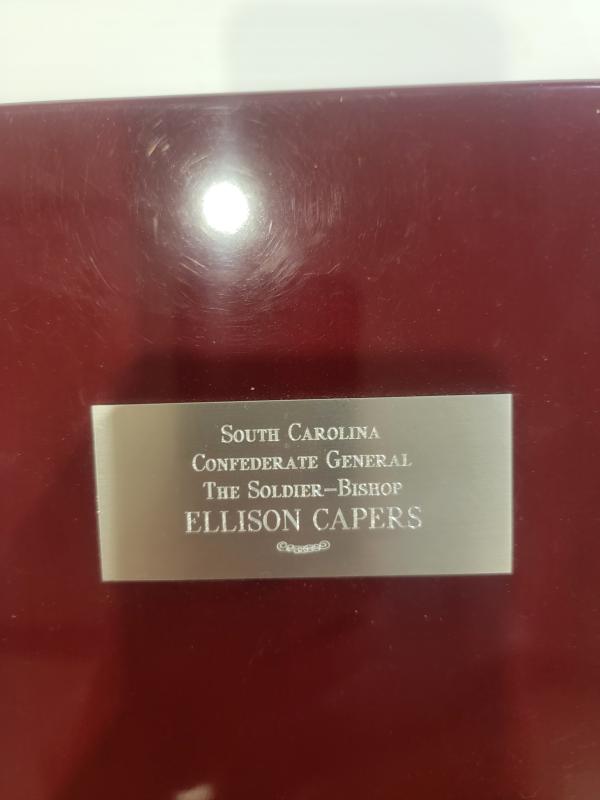 South Carolina
Confederate General
The Soldier–Bishop
ELLISON CAPERS